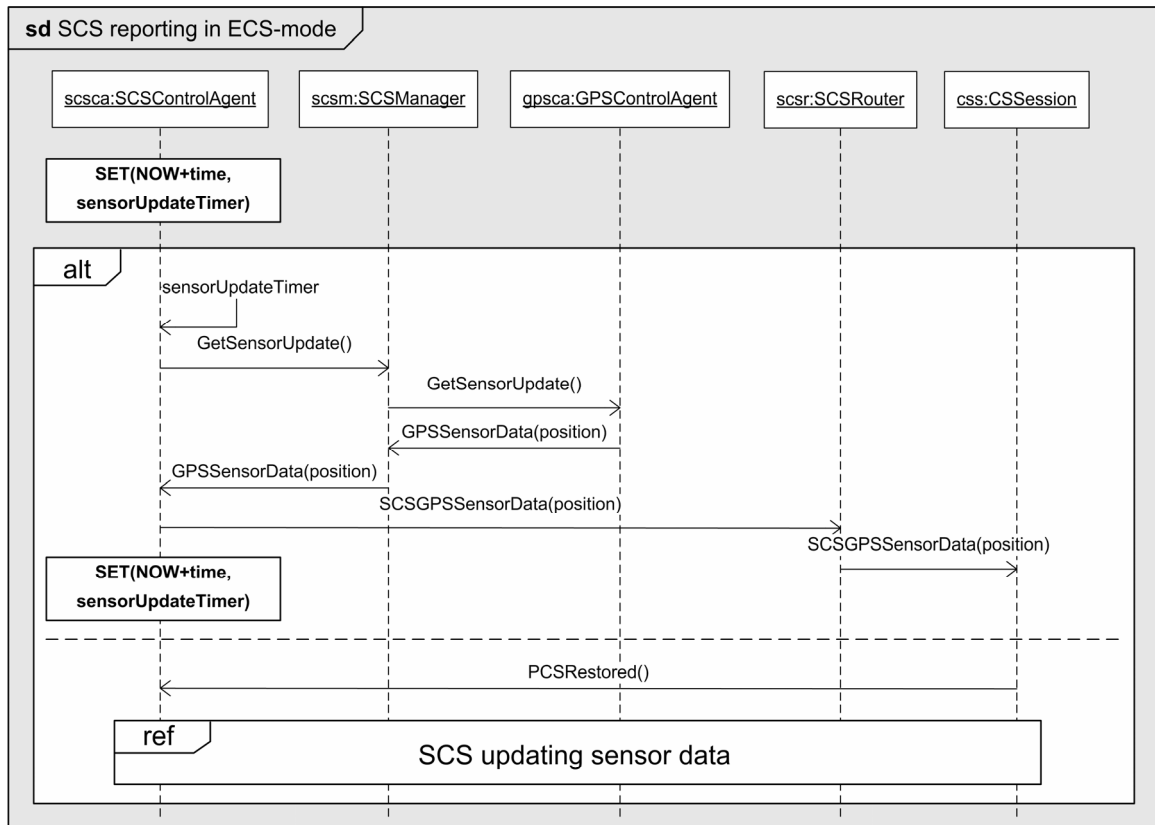 sd SCS reporting in ECS-mode
scsca:SCSControlAgent
scsm:SCSManager
gpsca:GPSControlAgent
scsr:SCSRouter
css:CSSession
SET(NOW+time,
sensorUpdateTimer)
alt
sensorUpdateTimer
GetSensorUpdate()
GetSensorUpdate()
GPSSensorData(position)
GPSSensorData(position)
SCSGPSSensorData(position)
SCSGPSSensorData(position)
SET(NOW+time,
sensorUpdateTimer)
PCSRestored()
ref
SCS updating sensor data